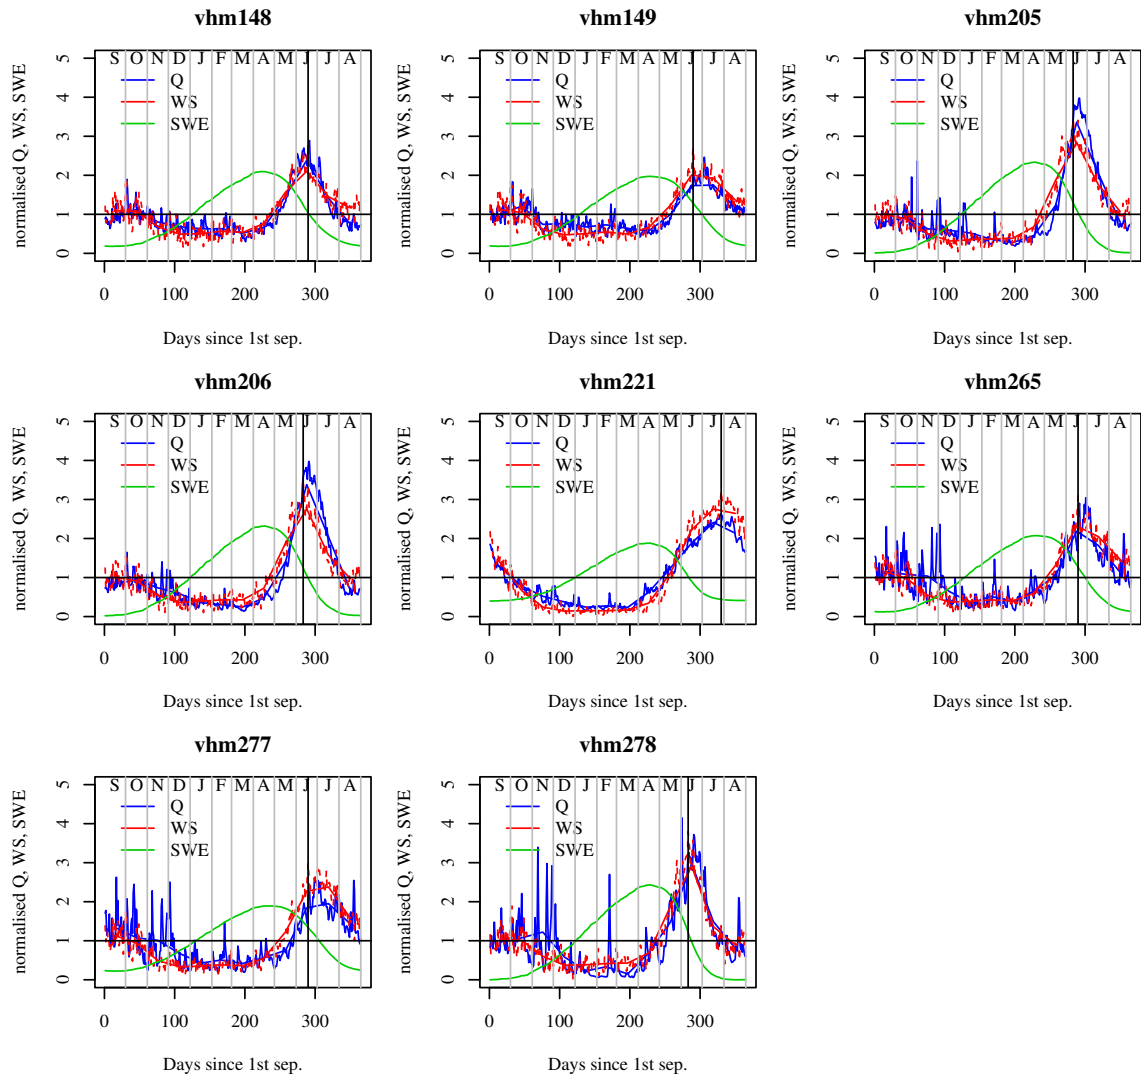 vhm148
normalised Q, WS, SWE
5
4
3
2
1
0
S O N D J F M A M J J A
Q
WS
SWE
0 100 200 300
Days since 1st sep.
vhm149
normalised Q, WS, SWE
5
4
3
2
1
0
S O N D J F M A M J J A
Q
WS
SWE
0 100 200 300
Days since 1st sep.
vhm205
normalised Q, WS, SWE
5
4
3
2
1
0
S O N D J F M A M J J A
Q
WS
SWE
0 100 200 300
Days since 1st sep.
vhm206
normalised Q, WS, SWE
5
4
3
2
1
0
S O N D J F M A M J J A
Q
WS
SWE
0 100 200 300
Days since 1st sep.
vhm221
normalised Q, WS, SWE
5
4
3
2
1
0
S O N D J F M A M J J A
Q
WS
SWE
0 100 200 300
Days since 1st sep.
vhm265
normalised Q, WS, SWE
5
4
3
2
1
0
S O N D J F M A M J J A
Q
WS
SWE
0 100 200 300
Days since 1st sep.
vhm277
normalised Q, WS, SWE
5
4
3
2
1
0
S O N D J F M A M J J A
Q
WS
SWE
0 100 200 300
Days since 1st sep.
vhm278
normalised Q, WS, SWE
5
4
3
2
1
0
S O N D J F M A M J J A
Q
WS
SWE
0 100 200 300
Days since 1st sep.